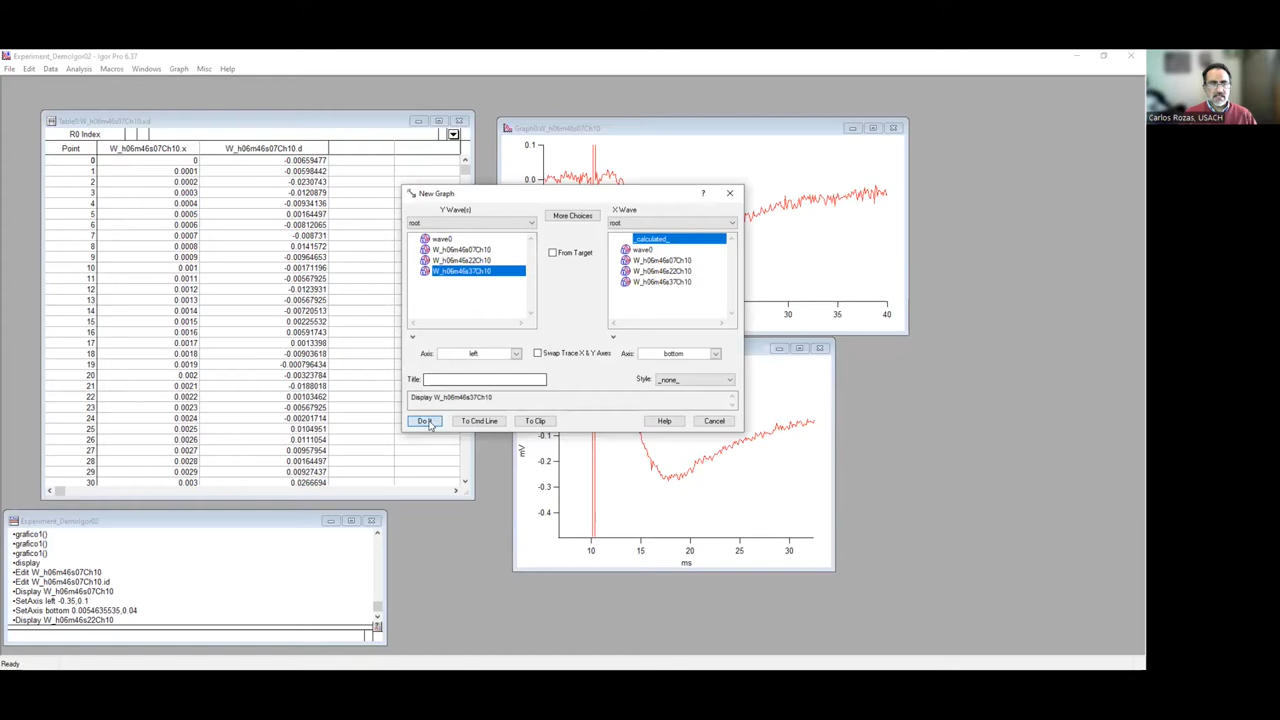 Experiment_DemoIgor02 - Igor Pro 6.37
File Edit Data Analysis Macros Windows Graph Misc Help
Carlos Rozas, USACH
Table0:W_h06m46s07Ch10.xd
R0 Index
Point W_h06m46s07Ch10.x W_h06m46s07Ch10.d
0 0 -0.00659477
1 0.0001 -0.00598442
2 0.0002 -0.0230743
3 0.0003 -0.0120879
4 0.0004 -0.00934136
5 0.0005 0.00164497
6 0.0006 -0.00812065
7 0.0007 -0.008731
8 0.0008 0.0141572
9 0.0009 -0.00964653
10 0.001 -0.00171196
11 0.0011 -0.00567925
12 0.0012 -0.0123931
13 0.0013 -0.00567925
14 0.0014 -0.00720513
15 0.0015 0.00225532
16 0.0016 0.00591743
17 0.0017 0.0013398
18 0.0018 -0.00903618
19 0.0019 -0.000796434
20 0.002 -0.00323784
21 0.0021 -0.0188018
22 0.0022 0.00103462
23 0.0023 -0.00567925
24 0.0024 -0.00201714
25 0.0025 0.0104951
26 0.0026 0.0111054
27 0.0027 0.00957954
28 0.0028 0.00164497
29 0.0029 0.00927437
30 0.003 0.0266694
Graph0:W_h06m46s07Ch10
0.1
0.0
30 40
New Graph
Y Wave(s)
X Wave
root
More Choices
root
wave0
W_h06m46s07Ch10
W_h06m46s22Ch10
W_h06m46s37Ch10
From Target
_calculated_
wave0
W_h06m46s07Ch10
W_h06m46s22Ch10
W_h06m46s37Ch10
Axis: left
Swap Trace X & Y Axes
Axis: bottom
Title:
Style: _none_
Display W_h06m46s37Ch10
Do It To Cmd Line To Clip Help Cancel
-0.1
-0.2
-0.3
-0.4
mV
10 15 20 25 30
ms
Experiment_DemoIgor02
•grafico1()
•grafico1()
•grafico1()
•display
•Edit W_h06m46s07Ch10
•Edit W_h06m46s07Ch10.id
•Display W_h06m46s07Ch10
•SetAxis left -0.35,0.1
•SetAxis bottom 0.0054635535,0.04
•Display W_h06m46s22Ch10
Ready